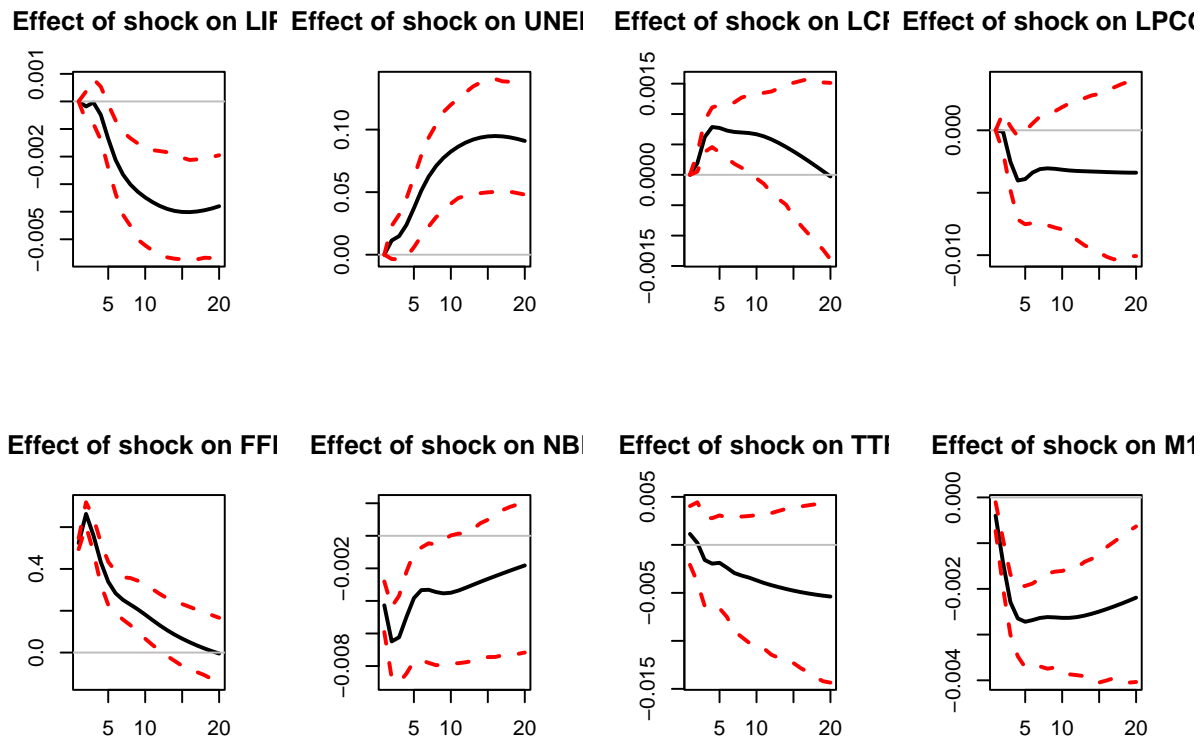 Effect of shock on LIF
0.001
−0.002
−0.005
5 10 20
Effect of shock on UNEI
0.10
0.05
0.00
5 10 20
Effect of shock on LCF
0.0015
0.0000
−0.0015
5 10 20
Effect of shock on LPCC
0.000
−0.010
5 10 20
Effect of shock on FFI
0.4
0.0
5 10 20
Effect of shock on NBI
−0.002
−0.008
5 10 20
Effect of shock on TTF
0.005
−0.005
−0.015
5 10 20
Effect of shock on M1
0.000
−0.002
−0.004
5 10 20